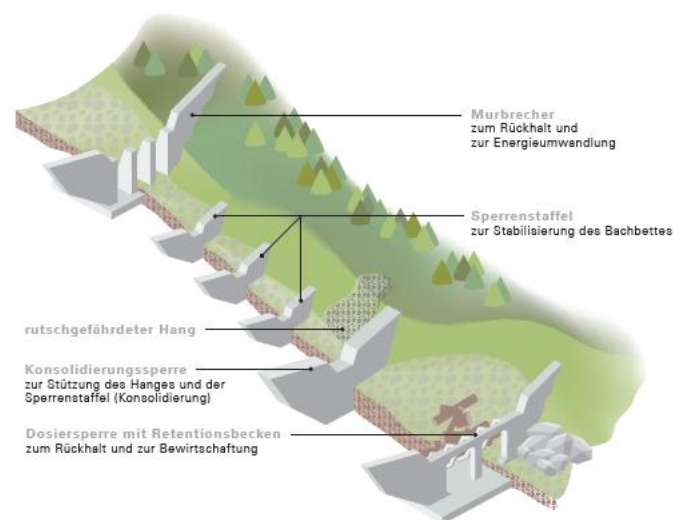 Murbrecher
zum Rückhalt und
zur Energieumwandlung
Sperrenstaffel
zur Stabilisierung des Bachbettes
rutschgefährdeter Hang
Konsolidierungssperre
zur Stützung des Hanges und der
Sperrenstaffel (Konsolidierung)
Dosiersperre mit Retentionsbecken
zum Rückhalt und zur Bewirtschaftung